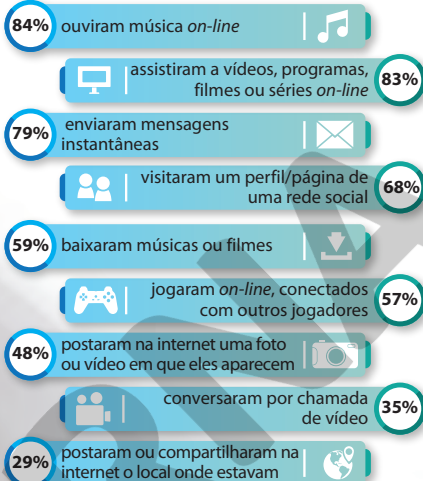 84% ouviram música on-line
assistiram a vídeos, programas,
filmes ou séries on-line 83%
79% enviaram mensagens
instantâneas
visitaram um perfil/página de
uma rede social 68%
59% baixaram músicas ou filmes
jogaram on-line, conectados
com outros jogadores 57%
48% postaram na internet uma foto
ou vídeo em que eles aparecem
conversaram por chamada
de vídeo 35%
29% postaram ou compartilharam na
internet o local onde estavam